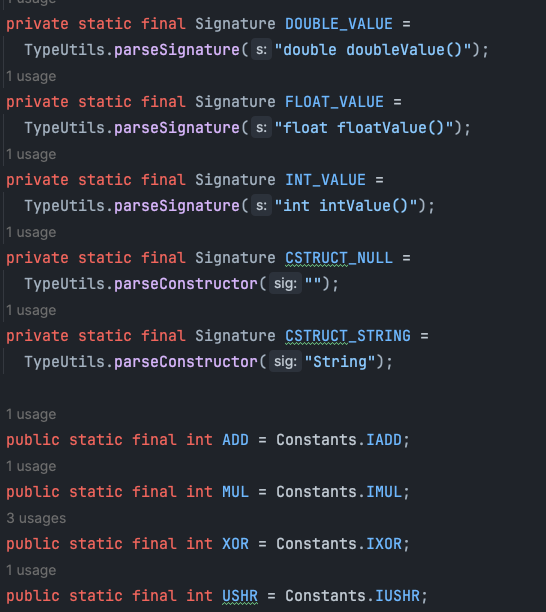 1 usage
private static final Signature DOUBLE_VALUE =
TypeUtils.parseSignature( s: "double doubleValue()");
1 usage
private static final Signature FLOAT_VALUE =
TypeUtils.parseSignature( s: "float floatValue()");
1 usage
private static final Signature INT_VALUE =
TypeUtils.parseSignature( s: "int intValue()");
1 usage
private static final Signature CSTRUCT_NULL =
TypeUtils.parseConstructor( sig: "");
1 usage
private static final Signature CSTRUCT_STRING =
TypeUtils.parseConstructor( sig: "String");
1 usage
public static final int ADD = Constants.IADD;
1 usage
public static final int MUL = Constants.IMUL;
3 usages
public static final int XOR = Constants.IXOR;
1 usage
public static final int USHR = Constants.IUSHR;